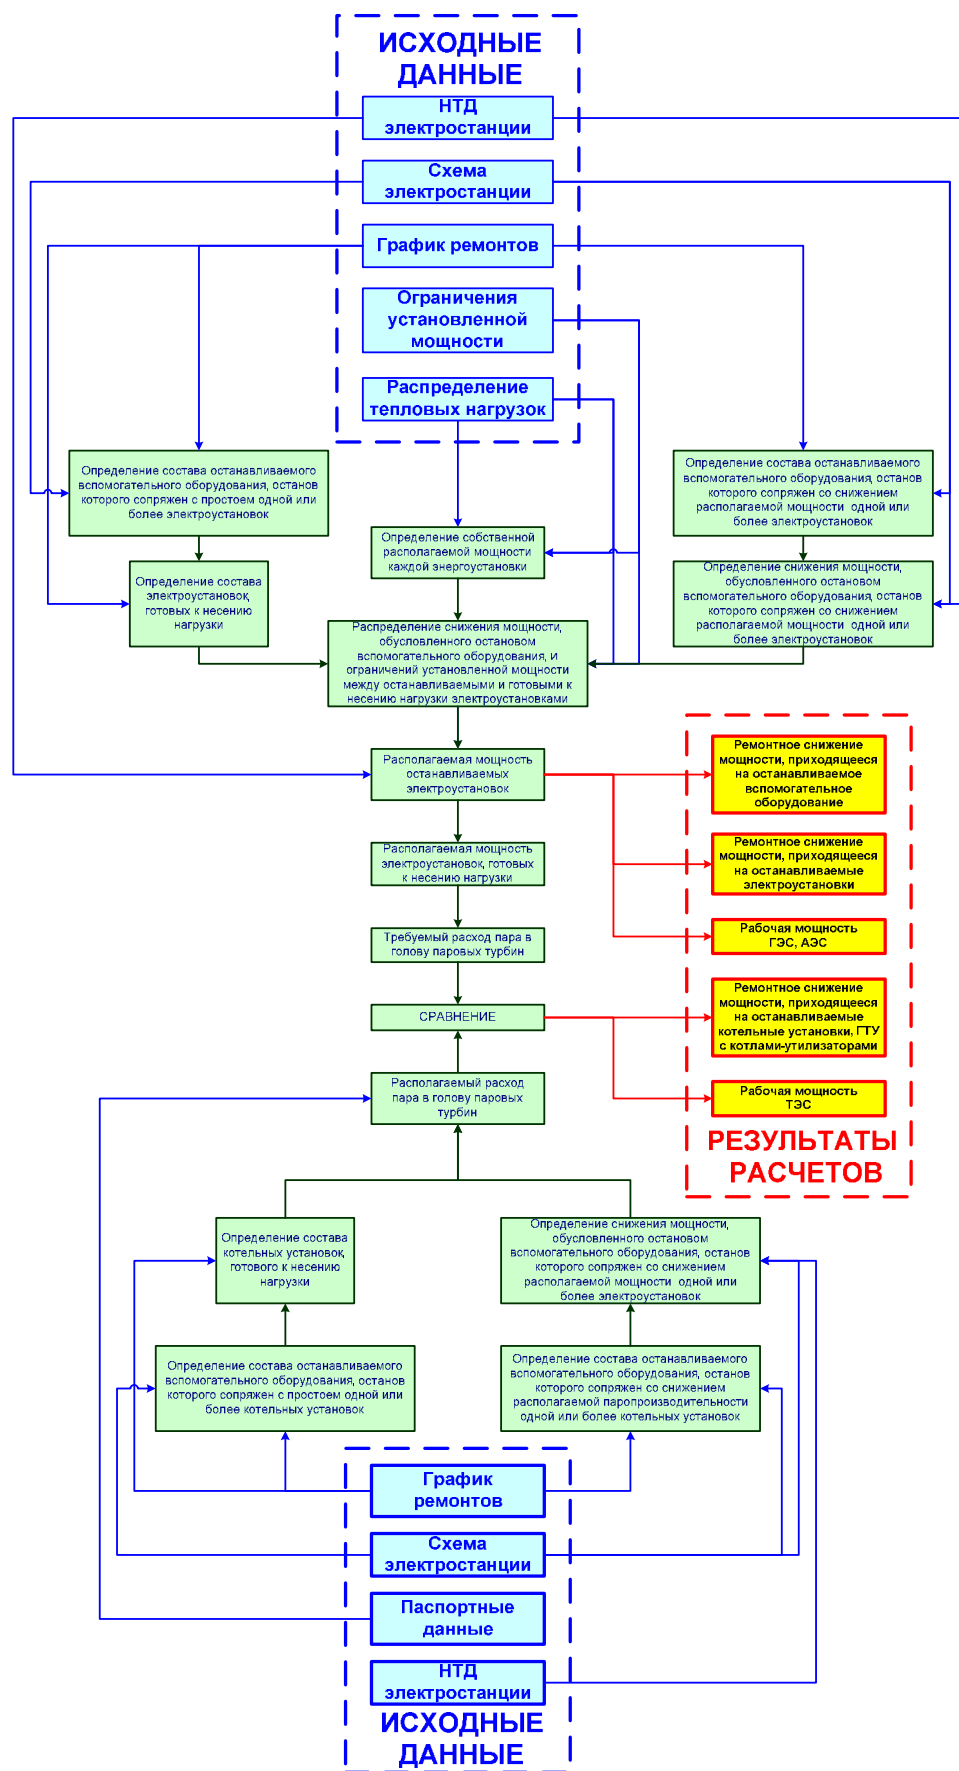 ИСХОДНЫЕ
ДАННЫЕ
НТД
электростанции
Схема
электростанции
График ремонтов
Ограничения
установленной
мощности
Распределение
тепловых нагрузок
Определение состава останавливаемого
вспомогательного оборудования, останов
которого сопряжен с простоем одной или
более электроустановок
Определение состава останавливаемого
вспомогательного оборудования, останов
которого сопряжен со снижением
располагаемой мощности одной или
более электроустановок
Определение собственной
располагаемой мощности
каждой энергоустановки
Определение состава
электроустановок,
готовых к несению
нагрузки
Определение снижения мощности,
обусловленного остановом
вспомогательного оборудования, останов
которого сопряжен со снижением
располагаемой мощности одной или
более электроустановок
Распределение снижения мощности,
обусловленного остановом
вспомогательного оборудования, и
ограничений установленной мощности
между останавливаемыми и готовыми к
несению нагрузки электроустановками
Располагаемая мощность
останавливаемых
электроустановок
Ремонтное снижение
мощности, приходящееся
на останавливаемое
вспомогательное
оборудование
Располагаемая мощность
электроустановок, готовых
к несению нагрузки
Ремонтное снижение
мощности, приходящееся
на останавливаемые
электроустановки
Требуемый расход пара в
голову паровых турбин
Рабочая мощность
ГЭС, АЭС
СРАВНЕНИЕ
Ремонтное снижение
мощности, приходящееся
на останавливаемые
котельные установки, ГТУ
с котлами-утилизаторами
Располагаемый расход
пара в голову паровых
турбин
Рабочая мощность
ТЭС
РЕЗУЛЬТАТЫ
РАСЧЕТОВ
Определение состава
котельных установок,
готового к несению
нагрузки
Определение снижения мощности,
обусловленного остановом
вспомогательного оборудования, останов
которого сопряжен со снижением
располагаемой мощности одной или
более электроустановок
Определение состава останавливаемого
вспомогательного оборудования, останов
которого сопряжен с простоем одной или
более котельных установок
Определение состава останавливаемого
вспомогательного оборудования, останов
которого сопряжен со снижением
располагаемой паропроизводительности
одной или более котельных установок
График
ремонтов
Схема
электростанции
Паспортные
данные
НТД
электростанции
ИСХОДНЫЕ
ДАННЫЕ